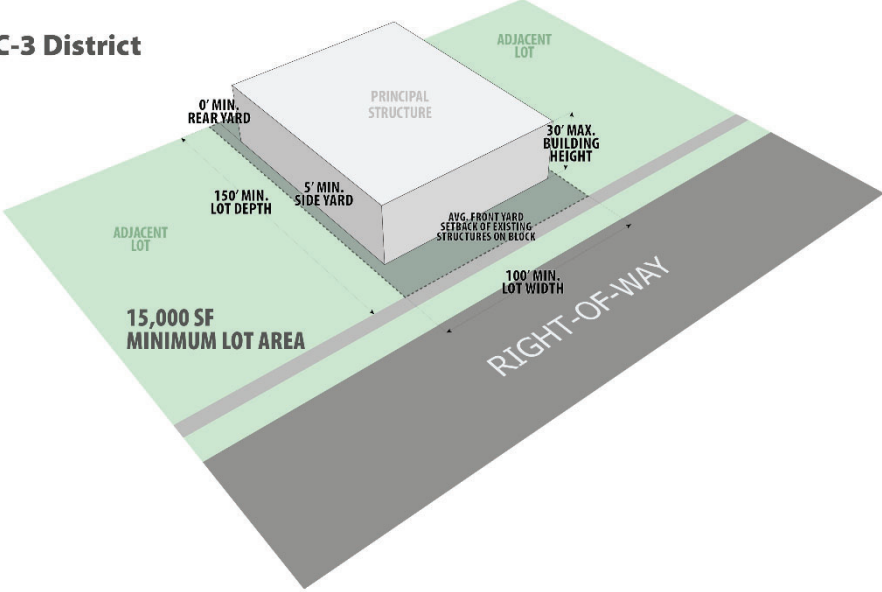 C-3 District
ADJACENT
LOT
PRINCIPAL
STRUCTURE
0' MIN.
REAR YARD
30' MAX.
BUILDING
HEIGHT
5' MIN.
SIDE YARD
150' MIN.
LOT DEPTH
AVG. FRONT YARD
SETBACK OF EXISTING
STRUCTURES ON BLOCK
ADJACENT
LOT
100' MIN.
LOT WIDTH
15,000 SF
MINIMUM LOT AREA
RIGHT-OF-WAY